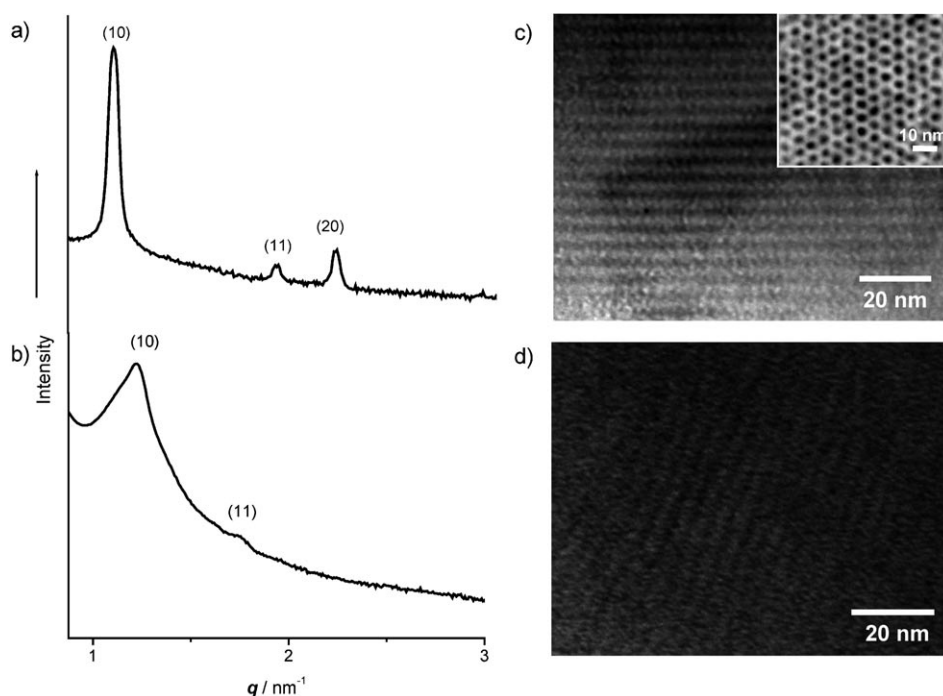 a)
(10)
(11)
(20)
b)
(10)
(11)
Intensity
1
2
3
q / nm-1
c)
10 nm
20 nm
d)
20 nm